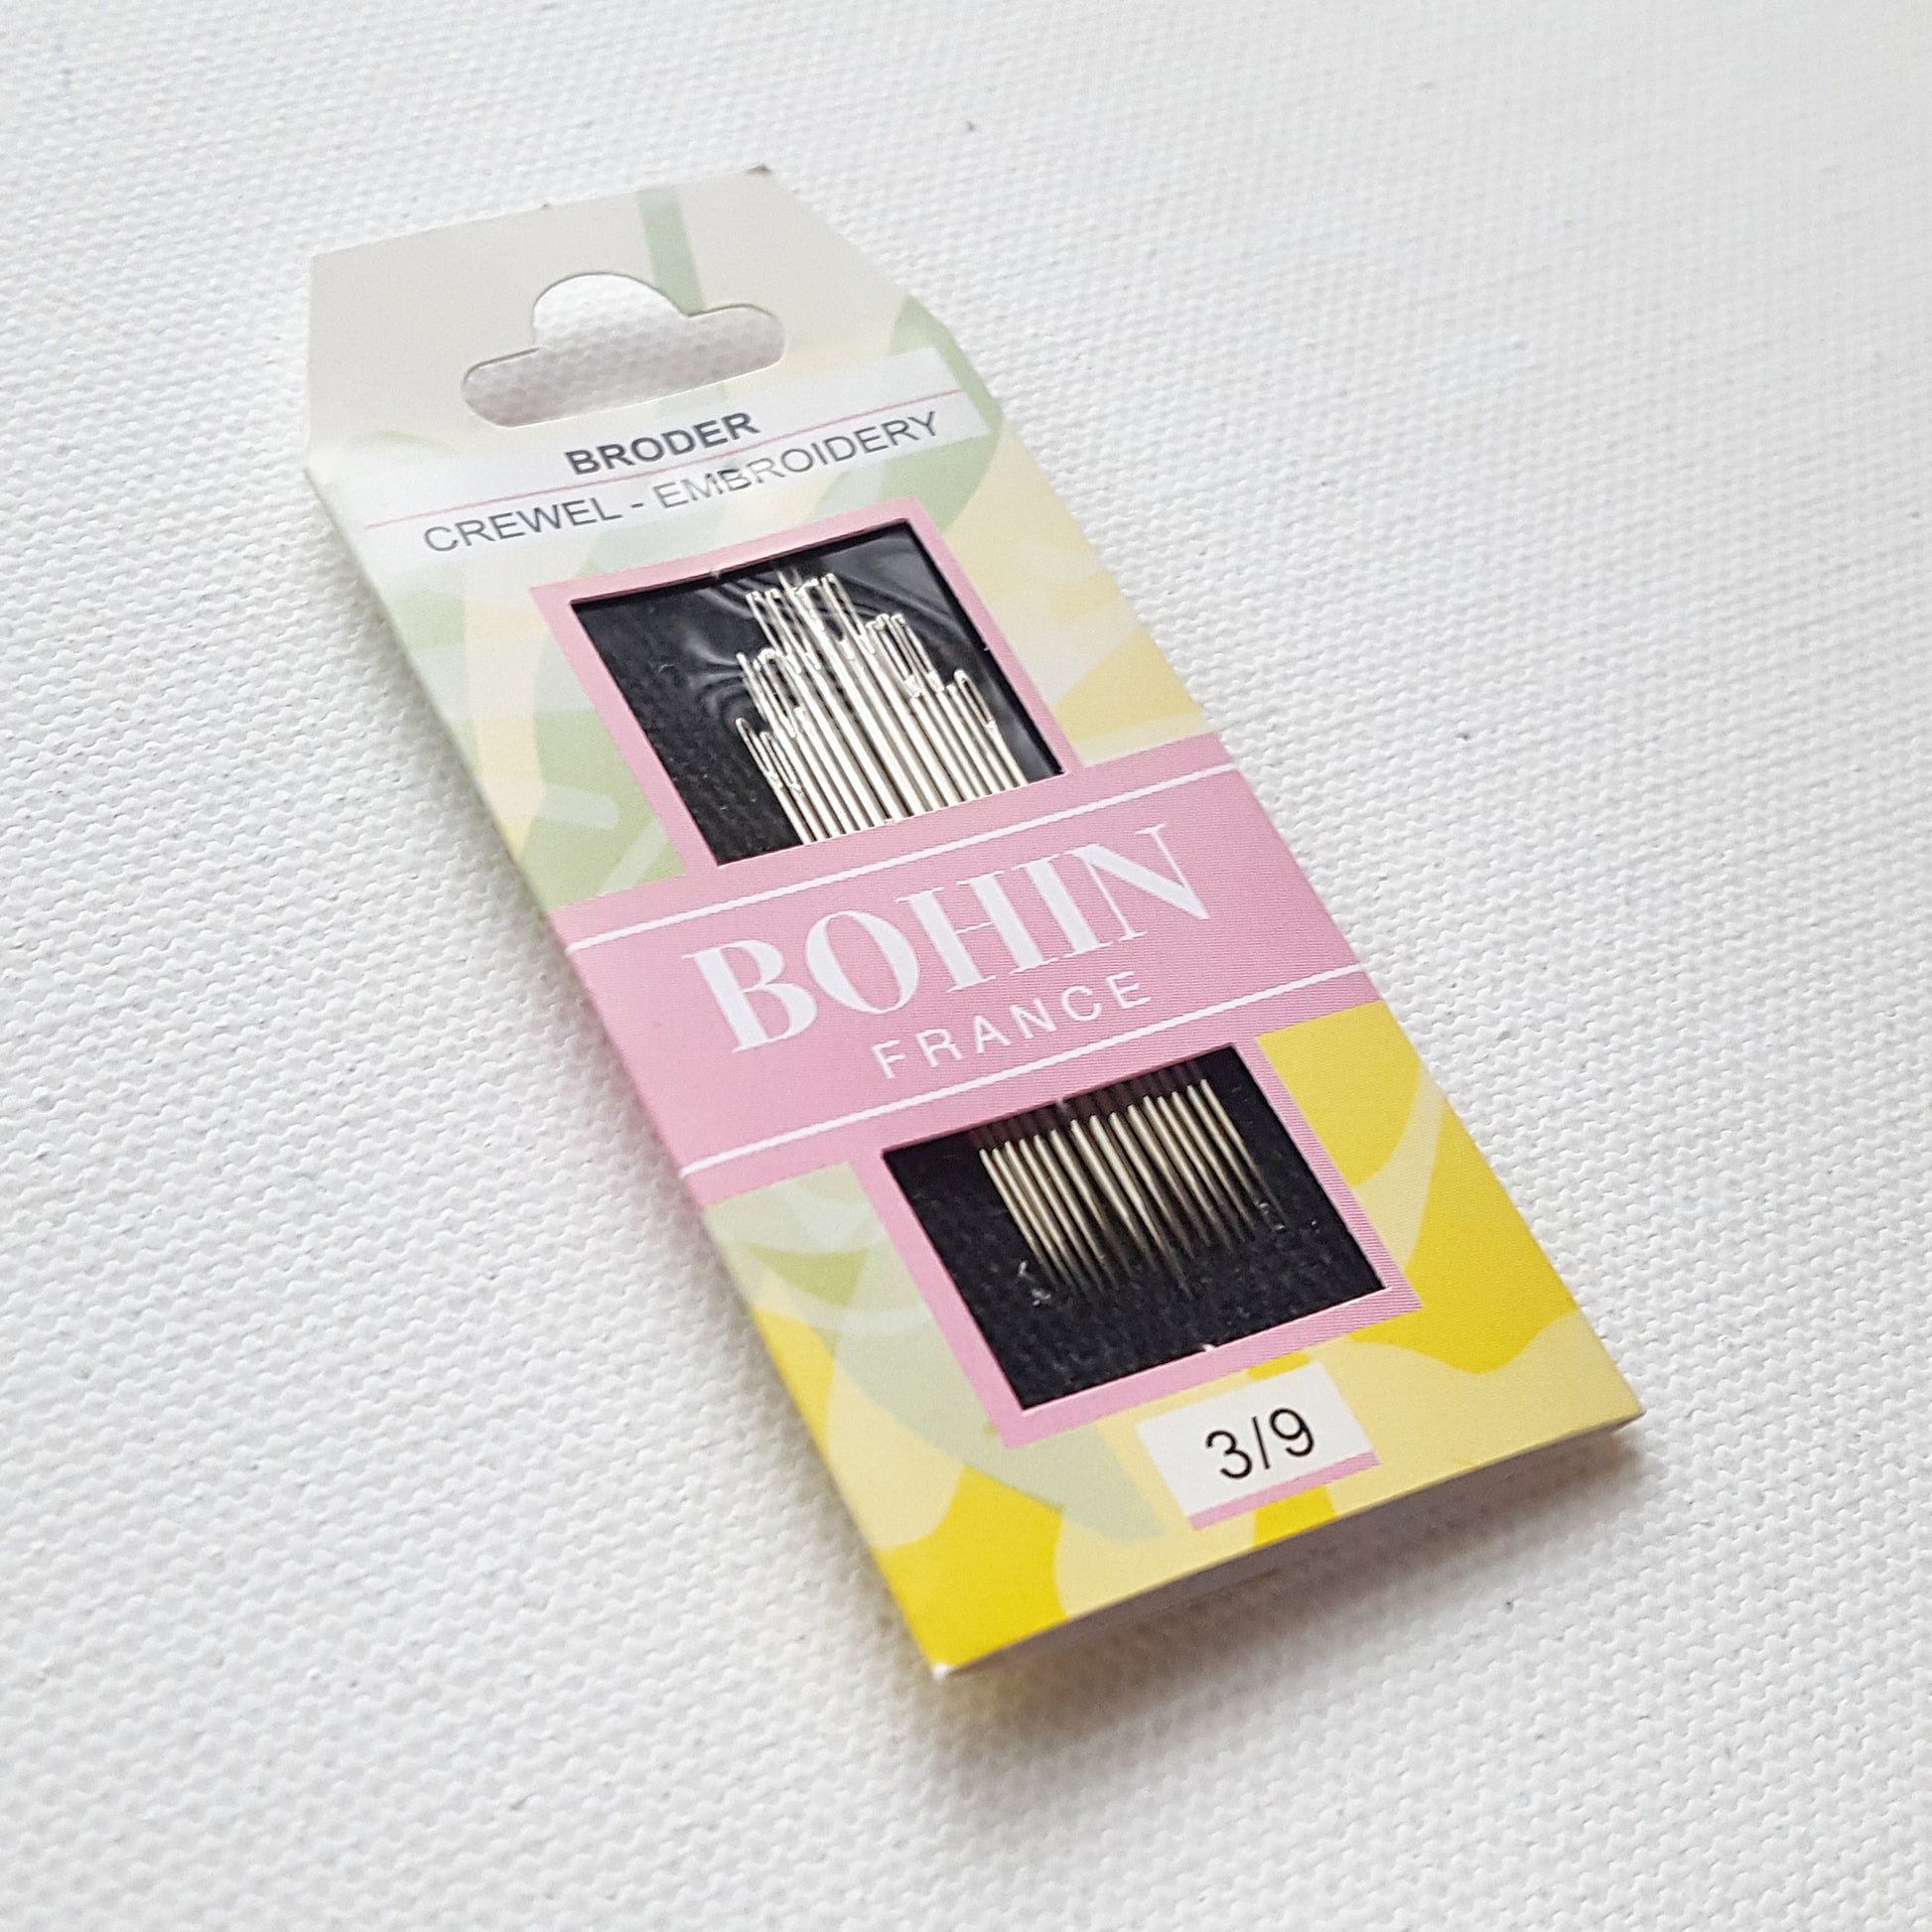 BRODER
CREWEL - EMBROIDERY
BOHIN
FRANCE
3/9